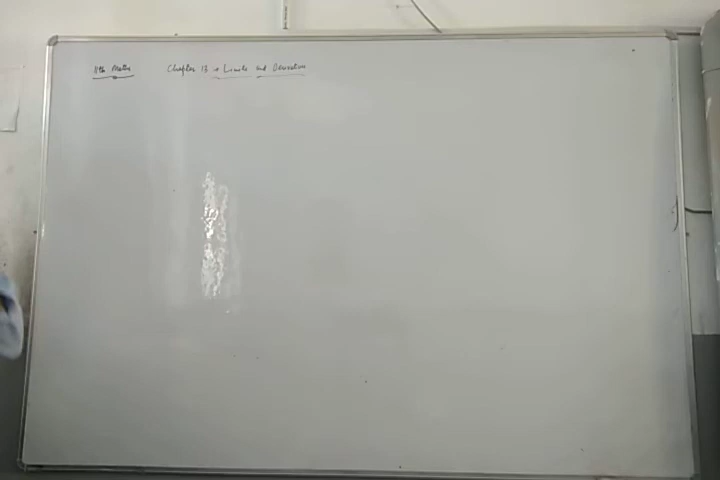 11th Maths Chapter 13 → Limits and Derivatives